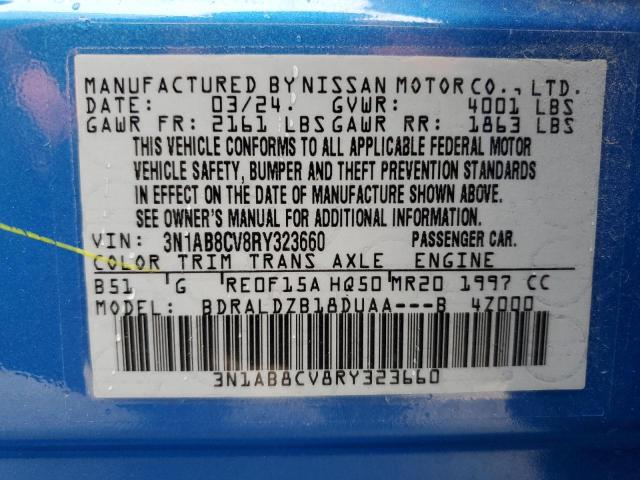 MANUFACTURED BY NISSAN MOTOR CO., LTD.
DATE: 03/24. GVWR: 4001 LBS
GAWR FR: 2161 LBS GAWR RR: 1863 LBS
THIS VEHICLE CONFORMS TO ALL APPLICABLE FEDERAL MOTOR
VEHICLE SAFETY, BUMPER AND THEFT PREVENTION STANDARDS
IN EFFECT ON THE DATE OF MANUFACTURE SHOWN ABOVE.
SEE OWNER'S MANUAL FOR ADDITIONAL INFORMATION.
VIN: 3N1AB8CV8RY323660 PASSENGER CAR.
COLOR TRIM TRANS AXLE ENGINE
B51 G RE0F15A HQ50 MR20 1997 CC
MODEL: BDRALDZB18DUAA---B 4Z000
3N1AB8CV8RY323660